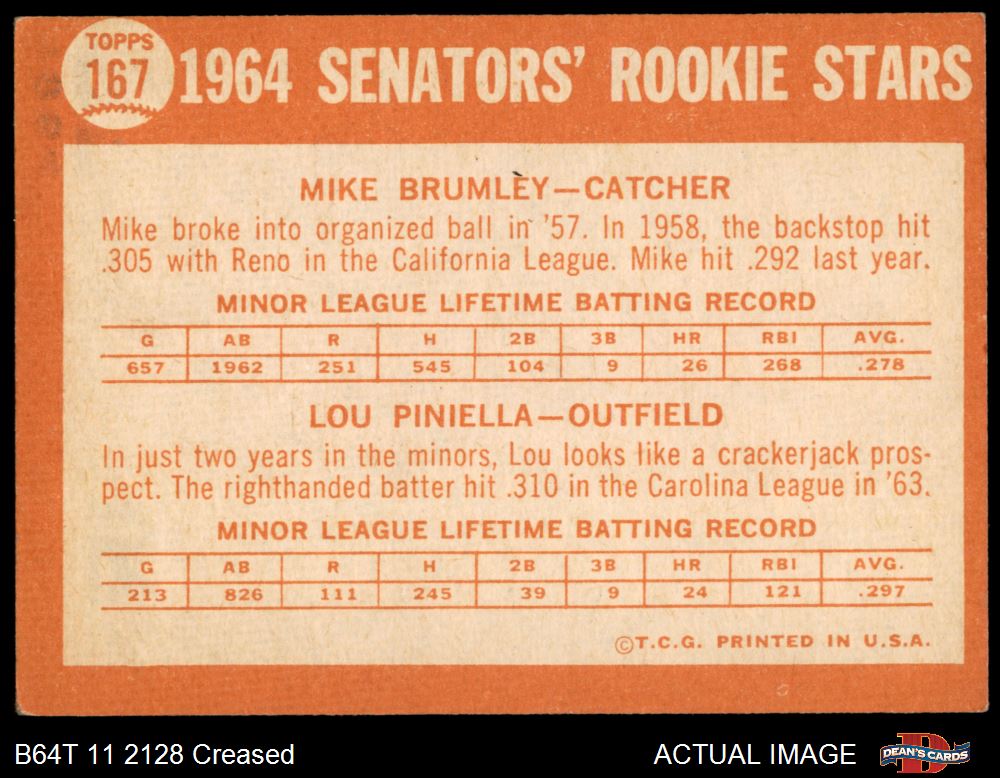 TOPPS
167
1964 SENATORS' ROOKIE STARS
MIKE BRUMLEY—CATCHER
Mike broke into organized ball in '57. In 1958, the backstop hit
.305 with Reno in the California League. Mike hit .292 last year.
MINOR LEAGUE LIFETIME BATTING RECORD
G AB R H 2B 3B HR RBI AVG.
657 1962 251 545 104 9 26 268 .278
LOU PINIELLA—OUTFIELD
In just two years in the minors, Lou looks like a crackerjack pros-
pect. The righthanded batter hit .310 in the Carolina League in '63.
MINOR LEAGUE LIFETIME BATTING RECORD
G AB R H 2B 3B HR RBI AVG.
213 826 111 245 39 9 24 121 .297
©T.C.G. PRINTED IN U.S.A.
B64T 11 2128 Creased
ACTUAL IMAGE
DEAN'S CARDS